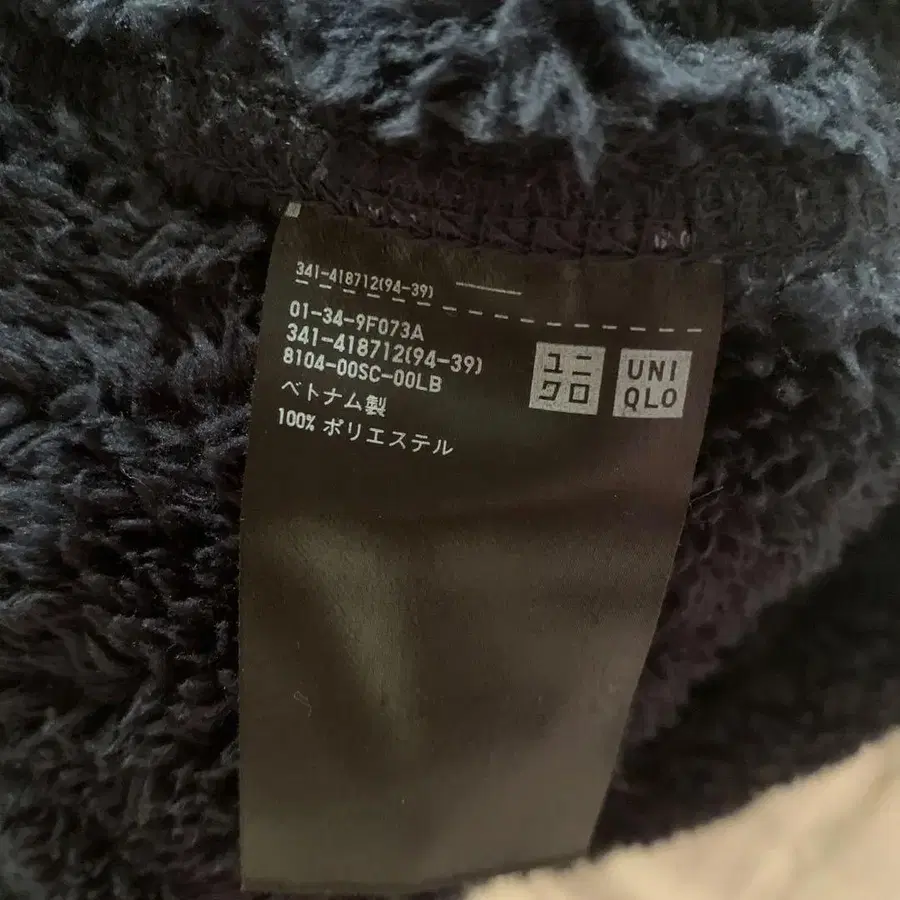 341-418712(94-39)
01-34-9F073A
341-418712(94-39)
8104-00SC-00LB
ベトナム製
100% ポリエステル
ユニ
クロ
UNI
QLO